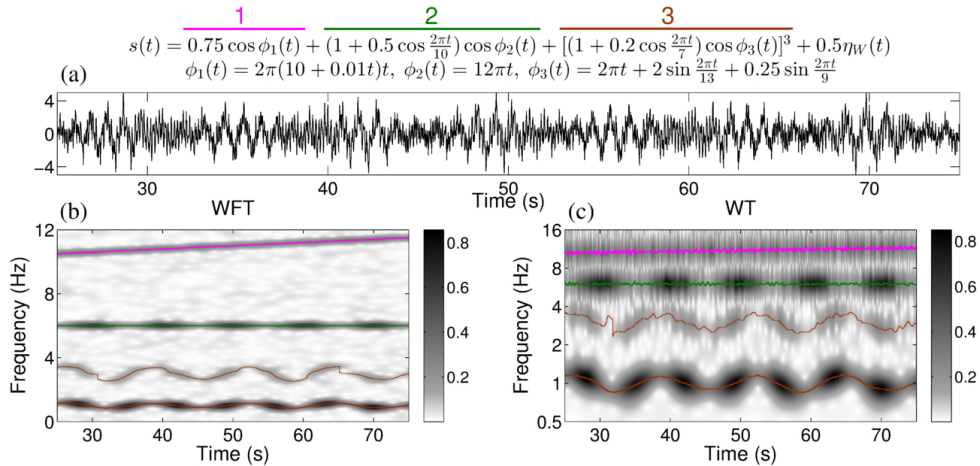 1 2 3
s(t) = 0.75 cos ϕ₁(t) + (1 + 0.5 cos 2πt/10) cos ϕ₂(t) + [(1 + 0.2 cos 2πt/7) cos ϕ₃(t)]³ + 0.5η_W(t)
ϕ₁(t) = 2π(10 + 0.01t)t, ϕ₂(t) = 12πt, ϕ₃(t) = 2πt + 2 sin 2πt/13 + 0.25 sin 2πt/9
(a)
4
0
−4
30 40 50 60 70
Time (s)
(b) WFT
12
8
4
0
Frequency (Hz)
30 40 50 60 70
Time (s)
0.8
0.6
0.4
0.2
(c) WT
16
8
4
2
1
0.5
Frequency (Hz)
30 40 50 60 70
Time (s)
0.8
0.6
0.4
0.2